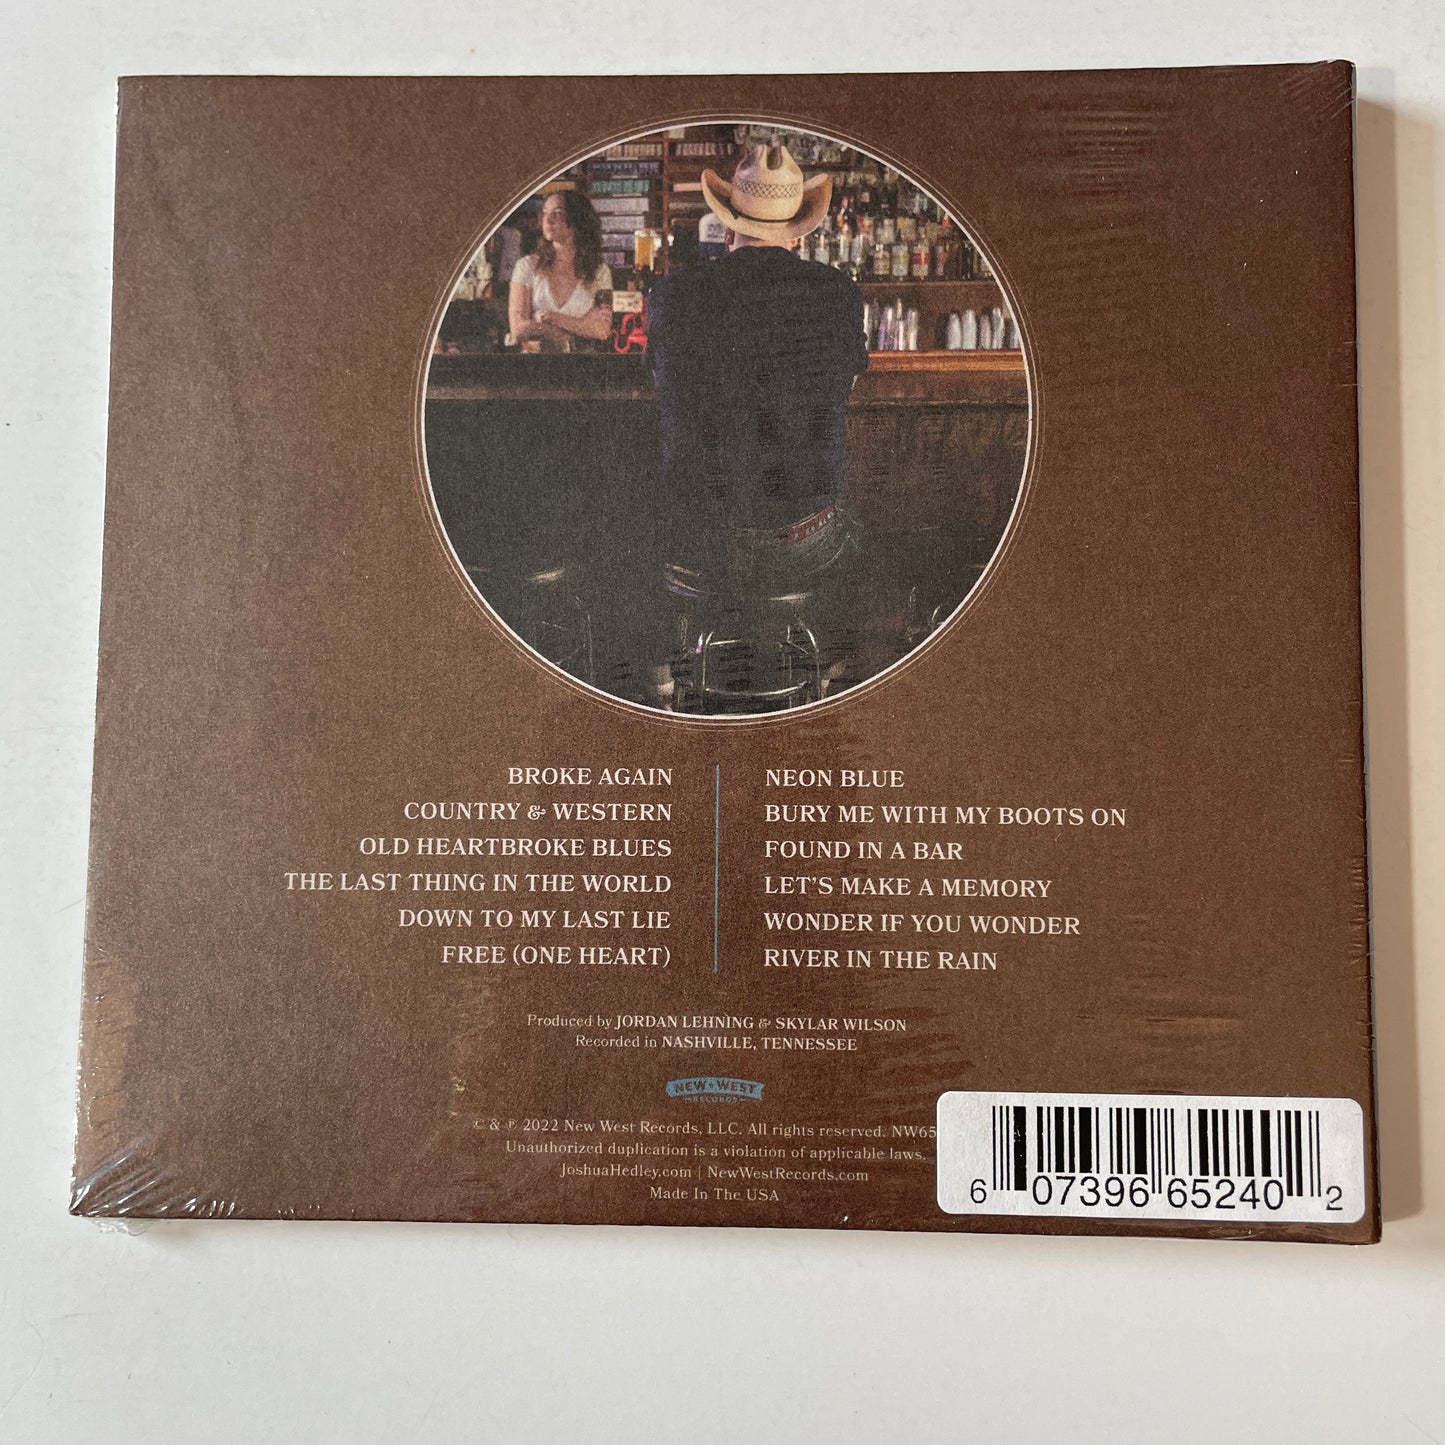 BROKE AGAIN
COUNTRY & WESTERN
OLD HEARTBROKE BLUES
THE LAST THING IN THE WORLD
DOWN TO MY LAST LIE
FREE (ONE HEART)
NEON BLUE
BURY ME WITH MY BOOTS ON
FOUND IN A BAR
LET'S MAKE A MEMORY
WONDER IF YOU WONDER
RIVER IN THE RAIN
Produced by JORDAN LEHNING & SKYLAR WILSON
Recorded in NASHVILLE, TENNESSEE
NEW ★ WEST
RECORDS
© & ℗ 2022 New West Records, LLC. All rights reserved. NW65
Unauthorized duplication is a violation of applicable laws.
JoshuaHedley.com | NewWestRecords.com
Made In The USA
6 07396 65240 2